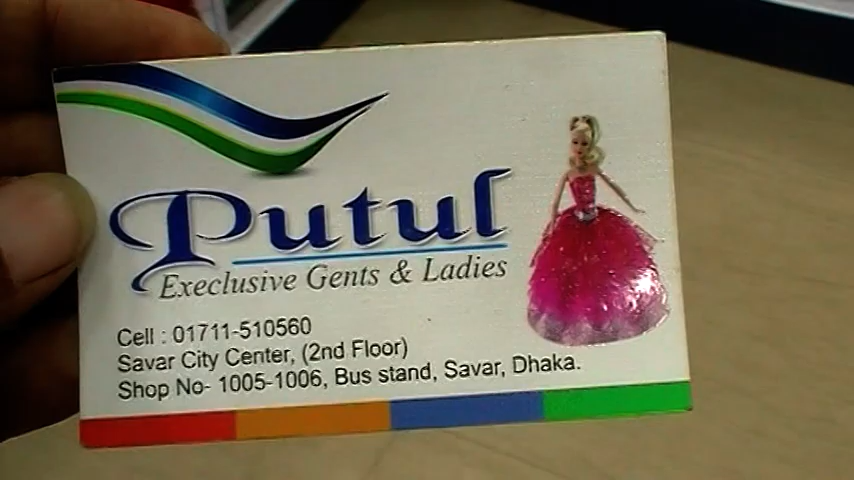 Putul
Execlusive Gents & Ladies
Cell : 01711-510560
Savar City Center, (2nd Floor)
Shop No- 1005-1006, Bus stand, Savar, Dhaka.